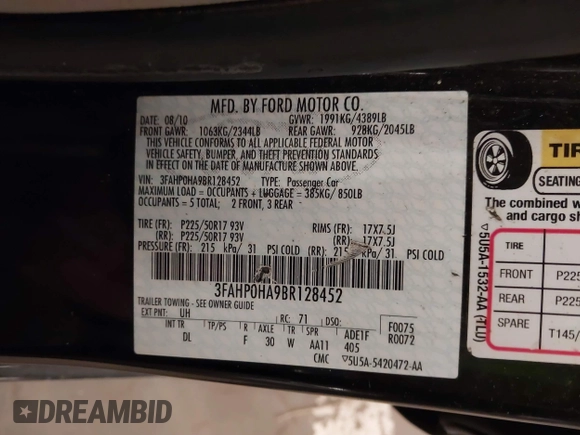 MFD. BY FORD MOTOR CO.
DATE: 08/10 GVWR: 1991KG/4389LB
FRONT GAWR: 1063KG/2344LB REAR GAWR: 928KG/2045LB
THIS VEHICLE CONFORMS TO ALL APPLICABLE FEDERAL MOTOR
VEHICLE SAFETY, BUMPER, AND THEFT PREVENTION STANDARDS
IN EFFECT ON THE DATE OF MANUFACTURE SHOWN ABOVE.
VIN: 3FAHP0HA9BR128452 TYPE: Passenger Car
MAXIMUM LOAD = OCCUPANTS + LUGGAGE = 385KG/ 850LB
OCCUPANTS = 5 TOTAL; 2 FRONT, 3 REAR
TIRE (FR): P225/50R17 93V RIMS (FR): 17X7.5J
(RR): P225/50R17 93V (RR): 17X7.5J
PRESSURE (FR): 215 kPa/ 31 PSI COLD (RR): 215 kPa/ 31 PSI COLD
3FAHP0HA9BR128452
TRAILER TOWING - SEE OWNER GUIDE
EXT PNT: UH RC: 71 DSO: F0075
INT TR TP/PS R AXLE TR SPR ADE1F R0072
DL F 30 W AA11 405
CMC ▽5U5A-5420472-AA
TIR
SEATING
The combined w
and cargo sh
▽5U5A-1532-AA (TLU)
TIRE
FRONT P225
REAR P225
SPARE T145/
DREAMBID